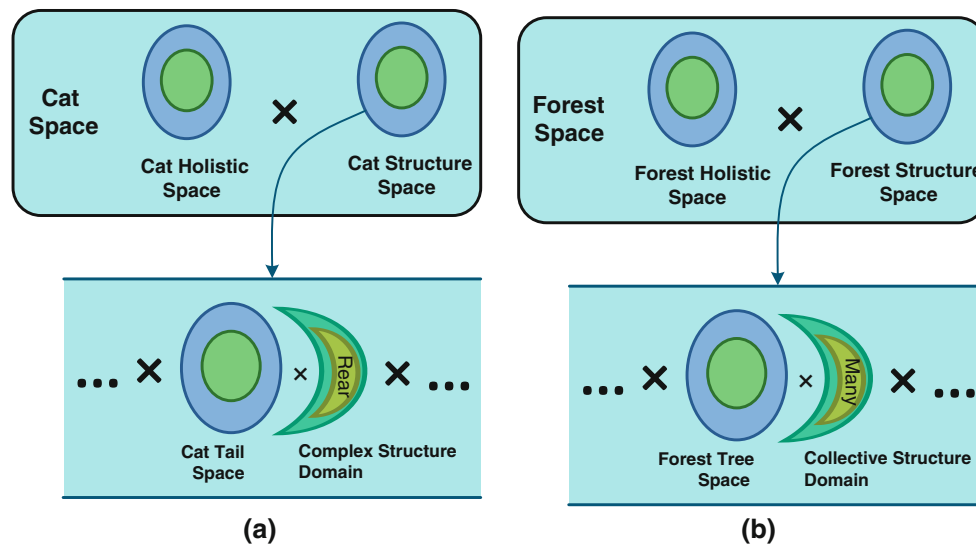 Cat
Space
×
Cat Holistic
Space
Cat Structure
Space
... × × Rear × ...
Cat Tail
Space
Complex Structure
Domain
(a)
Forest
Space
×
Forest Holistic
Space
Forest Structure
Space
... × × Many × ...
Forest Tree
Space
Collective Structure
Domain
(b)